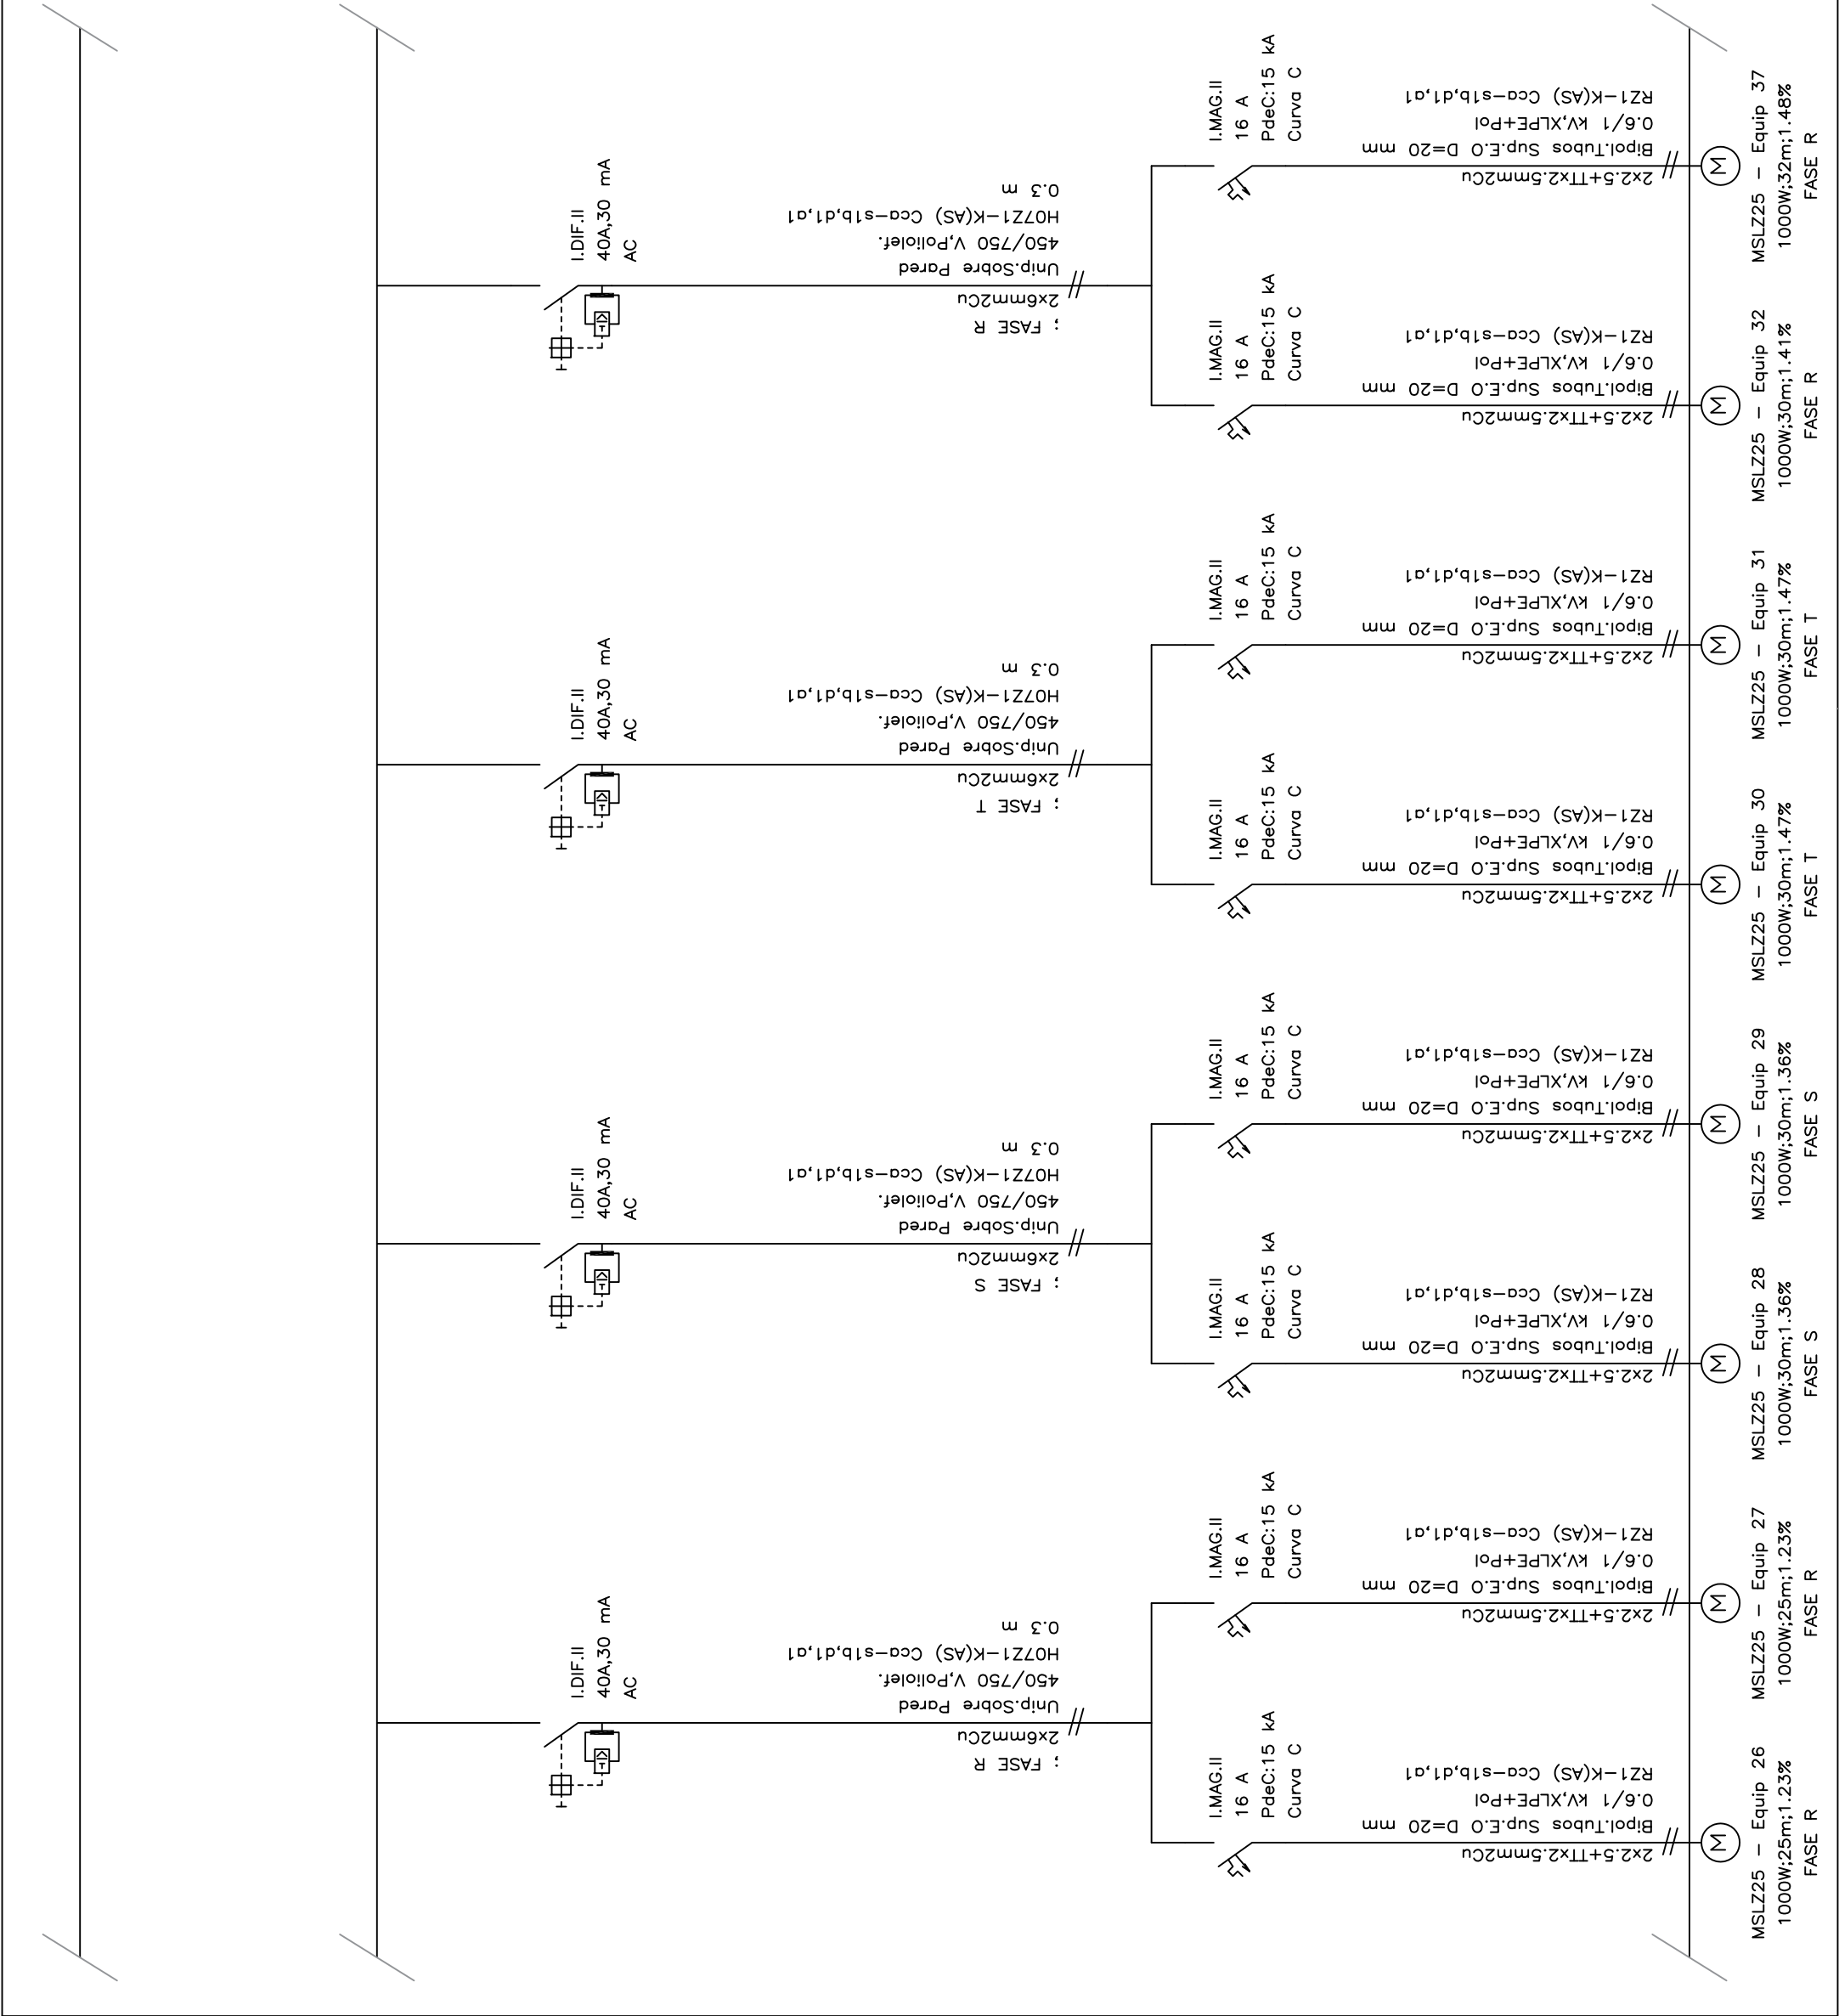 I.DIF.II
40A,30 mA
AC
; FASE R
2x6mm2Cu
Unip.Sobre Pared
450/750 V,Poliolef.
H07Z1-K(AS) Cca-s1b,d1,a1
0.3 m
I.MAG.II
16 A
PdeC:15 kA
Curva C
2x2.5+TTx2.5mm2Cu
Bipol.Tubos Sup.E.O D=20 mm
0.6/1 kV,XLPE+Pol
RZ1-K(AS) Cca-s1b,d1,a1
M
MSLZ25 - Equip 26
1000W;25m;1.23%
FASE R
I.MAG.II
16 A
PdeC:15 kA
Curva C
2x2.5+TTx2.5mm2Cu
Bipol.Tubos Sup.E.O D=20 mm
0.6/1 kV,XLPE+Pol
RZ1-K(AS) Cca-s1b,d1,a1
M
MSLZ25 - Equip 27
1000W;25m;1.23%
FASE R
I.DIF.II
40A,30 mA
AC
; FASE S
2x6mm2Cu
Unip.Sobre Pared
450/750 V,Poliolef.
H07Z1-K(AS) Cca-s1b,d1,a1
0.3 m
I.MAG.II
16 A
PdeC:15 kA
Curva C
2x2.5+TTx2.5mm2Cu
Bipol.Tubos Sup.E.O D=20 mm
0.6/1 kV,XLPE+Pol
RZ1-K(AS) Cca-s1b,d1,a1
M
MSLZ25 - Equip 28
1000W;30m;1.36%
FASE S
I.MAG.II
16 A
PdeC:15 kA
Curva C
2x2.5+TTx2.5mm2Cu
Bipol.Tubos Sup.E.O D=20 mm
0.6/1 kV,XLPE+Pol
RZ1-K(AS) Cca-s1b,d1,a1
M
MSLZ25 - Equip 29
1000W;30m;1.36%
FASE S
I.DIF.II
40A,30 mA
AC
; FASE T
2x6mm2Cu
Unip.Sobre Pared
450/750 V,Poliolef.
H07Z1-K(AS) Cca-s1b,d1,a1
0.3 m
I.MAG.II
16 A
PdeC:15 kA
Curva C
2x2.5+TTx2.5mm2Cu
Bipol.Tubos Sup.E.O D=20 mm
0.6/1 kV,XLPE+Pol
RZ1-K(AS) Cca-s1b,d1,a1
M
MSLZ25 - Equip 30
1000W;30m;1.47%
FASE T
I.MAG.II
16 A
PdeC:15 kA
Curva C
2x2.5+TTx2.5mm2Cu
Bipol.Tubos Sup.E.O D=20 mm
0.6/1 kV,XLPE+Pol
RZ1-K(AS) Cca-s1b,d1,a1
M
MSLZ25 - Equip 31
1000W;30m;1.47%
FASE T
I.DIF.II
40A,30 mA
AC
; FASE R
2x6mm2Cu
Unip.Sobre Pared
450/750 V,Poliolef.
H07Z1-K(AS) Cca-s1b,d1,a1
0.3 m
I.MAG.II
16 A
PdeC:15 kA
Curva C
2x2.5+TTx2.5mm2Cu
Bipol.Tubos Sup.E.O D=20 mm
0.6/1 kV,XLPE+Pol
RZ1-K(AS) Cca-s1b,d1,a1
M
MSLZ25 - Equip 32
1000W;30m;1.41%
FASE R
I.MAG.II
16 A
PdeC:15 kA
Curva C
2x2.5+TTx2.5mm2Cu
Bipol.Tubos Sup.E.O D=20 mm
0.6/1 kV,XLPE+Pol
RZ1-K(AS) Cca-s1b,d1,a1
M
MSLZ25 - Equip 37
1000W;32m;1.48%
FASE R